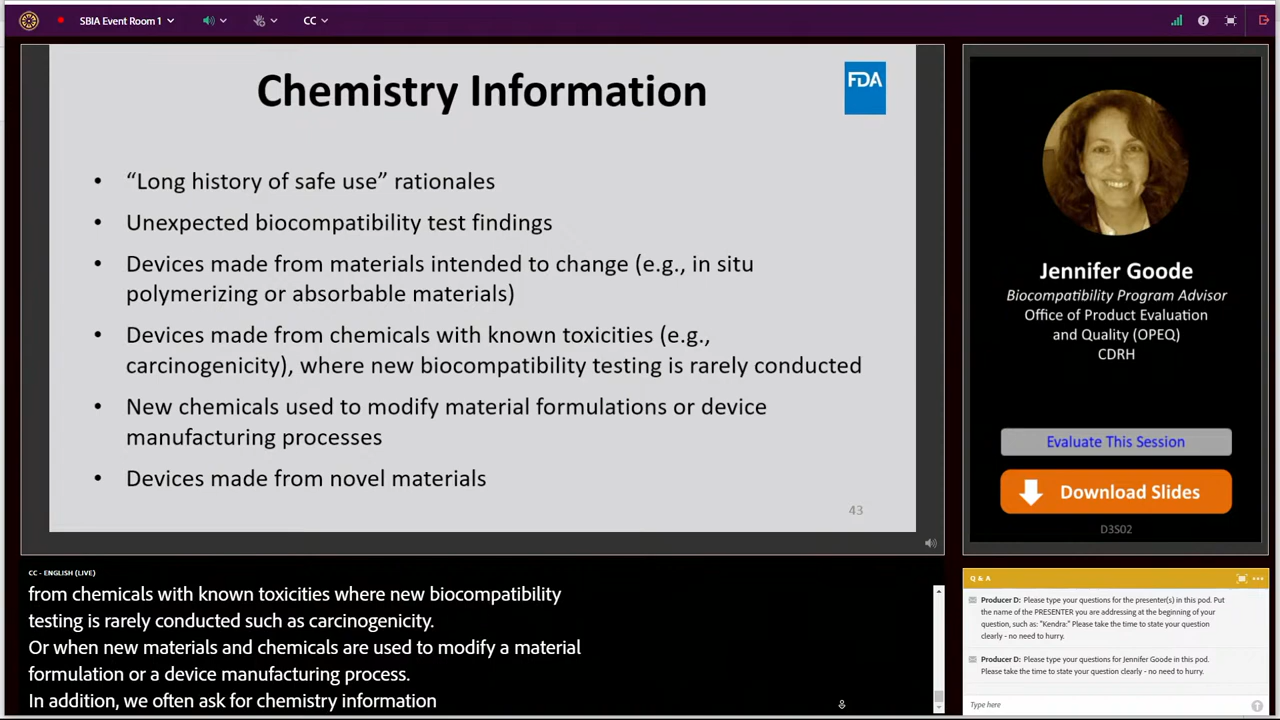 SBIA Event Room 1
CC
Chemistry Information
FDA
• “Long history of safe use” rationales
• Unexpected biocompatibility test findings
• Devices made from materials intended to change (e.g., in situ
polymerizing or absorbable materials)
• Devices made from chemicals with known toxicities (e.g.,
carcinogenicity), where new biocompatibility testing is rarely conducted
• New chemicals used to modify material formulations or device
manufacturing processes
• Devices made from novel materials
43
Jennifer Goode
Biocompatibility Program Advisor
Office of Product Evaluation
and Quality (OPEQ)
CDRH
Evaluate This Session
Download Slides
D3S02
CC - ENGLISH (LIVE)
from chemicals with known toxicities where new biocompatibility
testing is rarely conducted such as carcinogenicity.
Or when new materials and chemicals are used to modify a material
formulation or a device manufacturing process.
In addition, we often ask for chemistry information
Q & A
Producer D: Please type your questions for the presenter(s) in this pod. Put
the name of the PRESENTER you are addressing at the beginning of your
question, such as: "Kendra:" Please take the time to state your question
clearly - no need to hurry.
Producer D: Please type your questions for Jennifer Goode in this pod.
Please take the time to state your question clearly - no need to hurry.
Type here